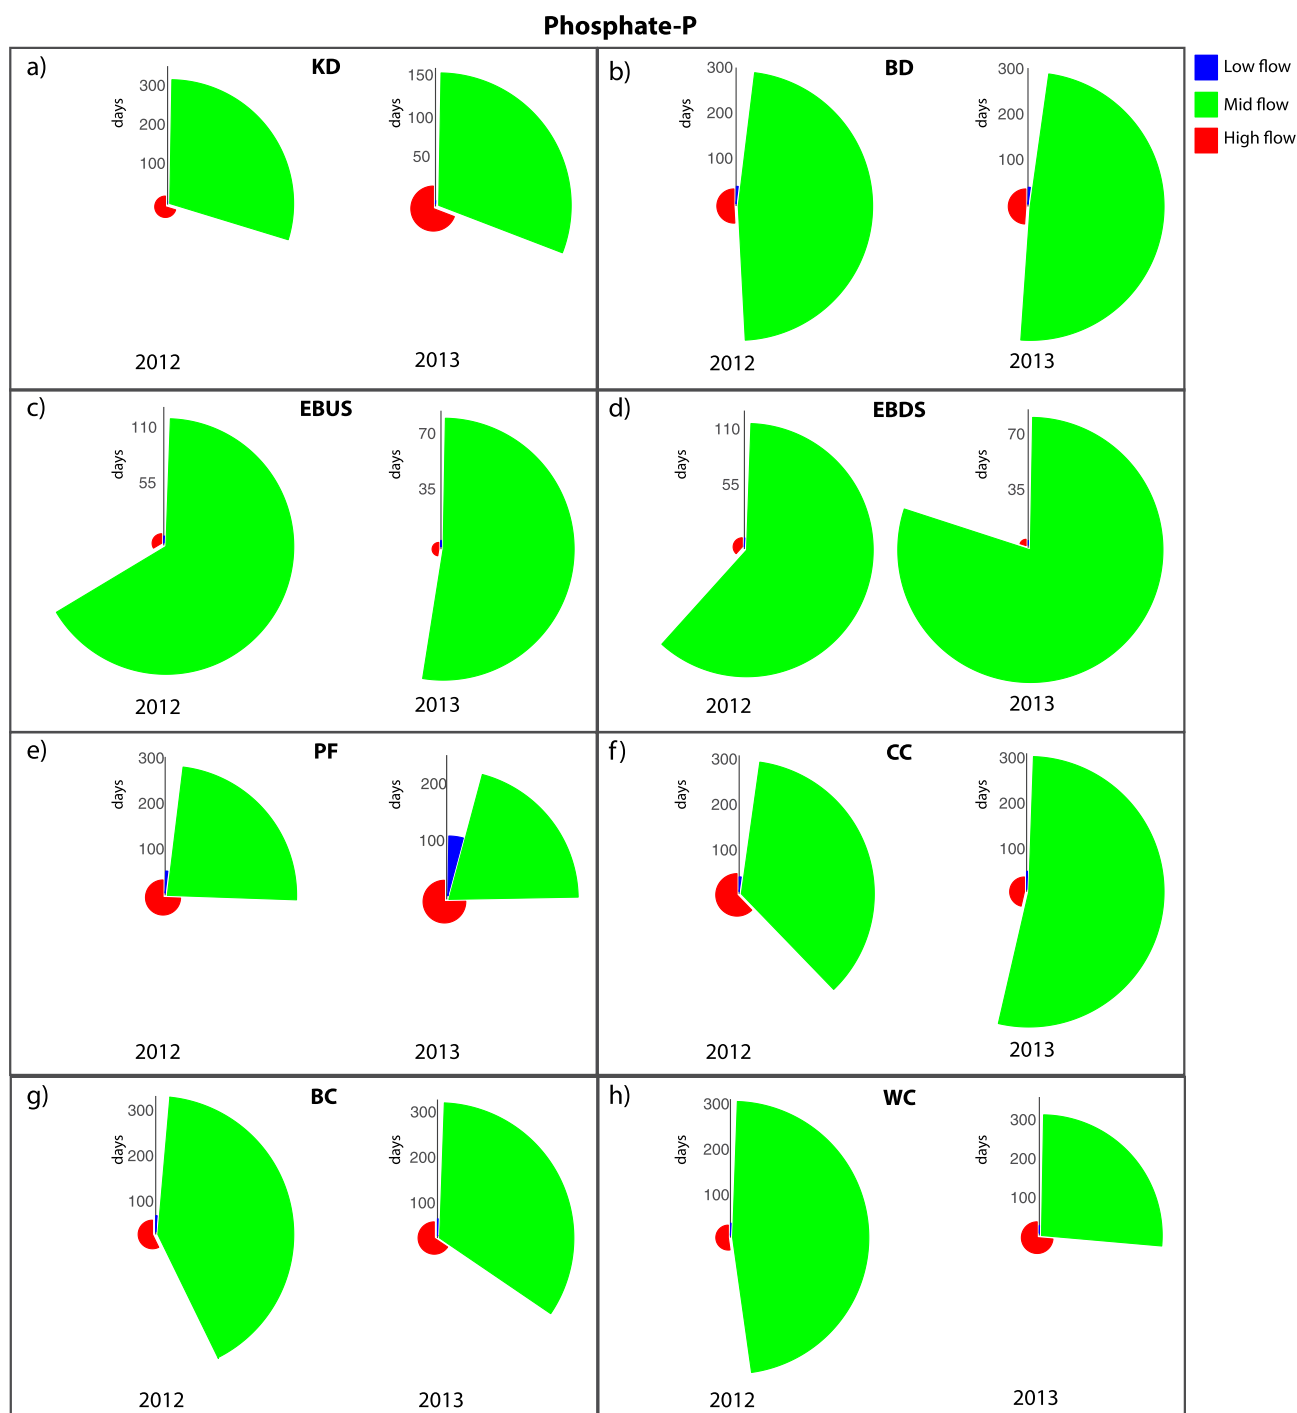 Phosphate-P
Low flow
Mid flow
High flow
a) KD
days
300
200
100
2012
days
150
100
50
2013
b) BD
days
300
200
100
2012
days
300
200
100
2013
c) EBUS
days
110
55
2012
days
70
35
2013
d) EBDS
days
110
55
2012
days
70
35
2013
e) PF
days
300
200
100
2012
days
200
100
2013
f) CC
days
300
200
100
2012
days
300
200
100
2013
g) BC
days
300
200
100
2012
days
300
200
100
2013
h) WC
days
300
200
100
2012
days
300
200
100
2013